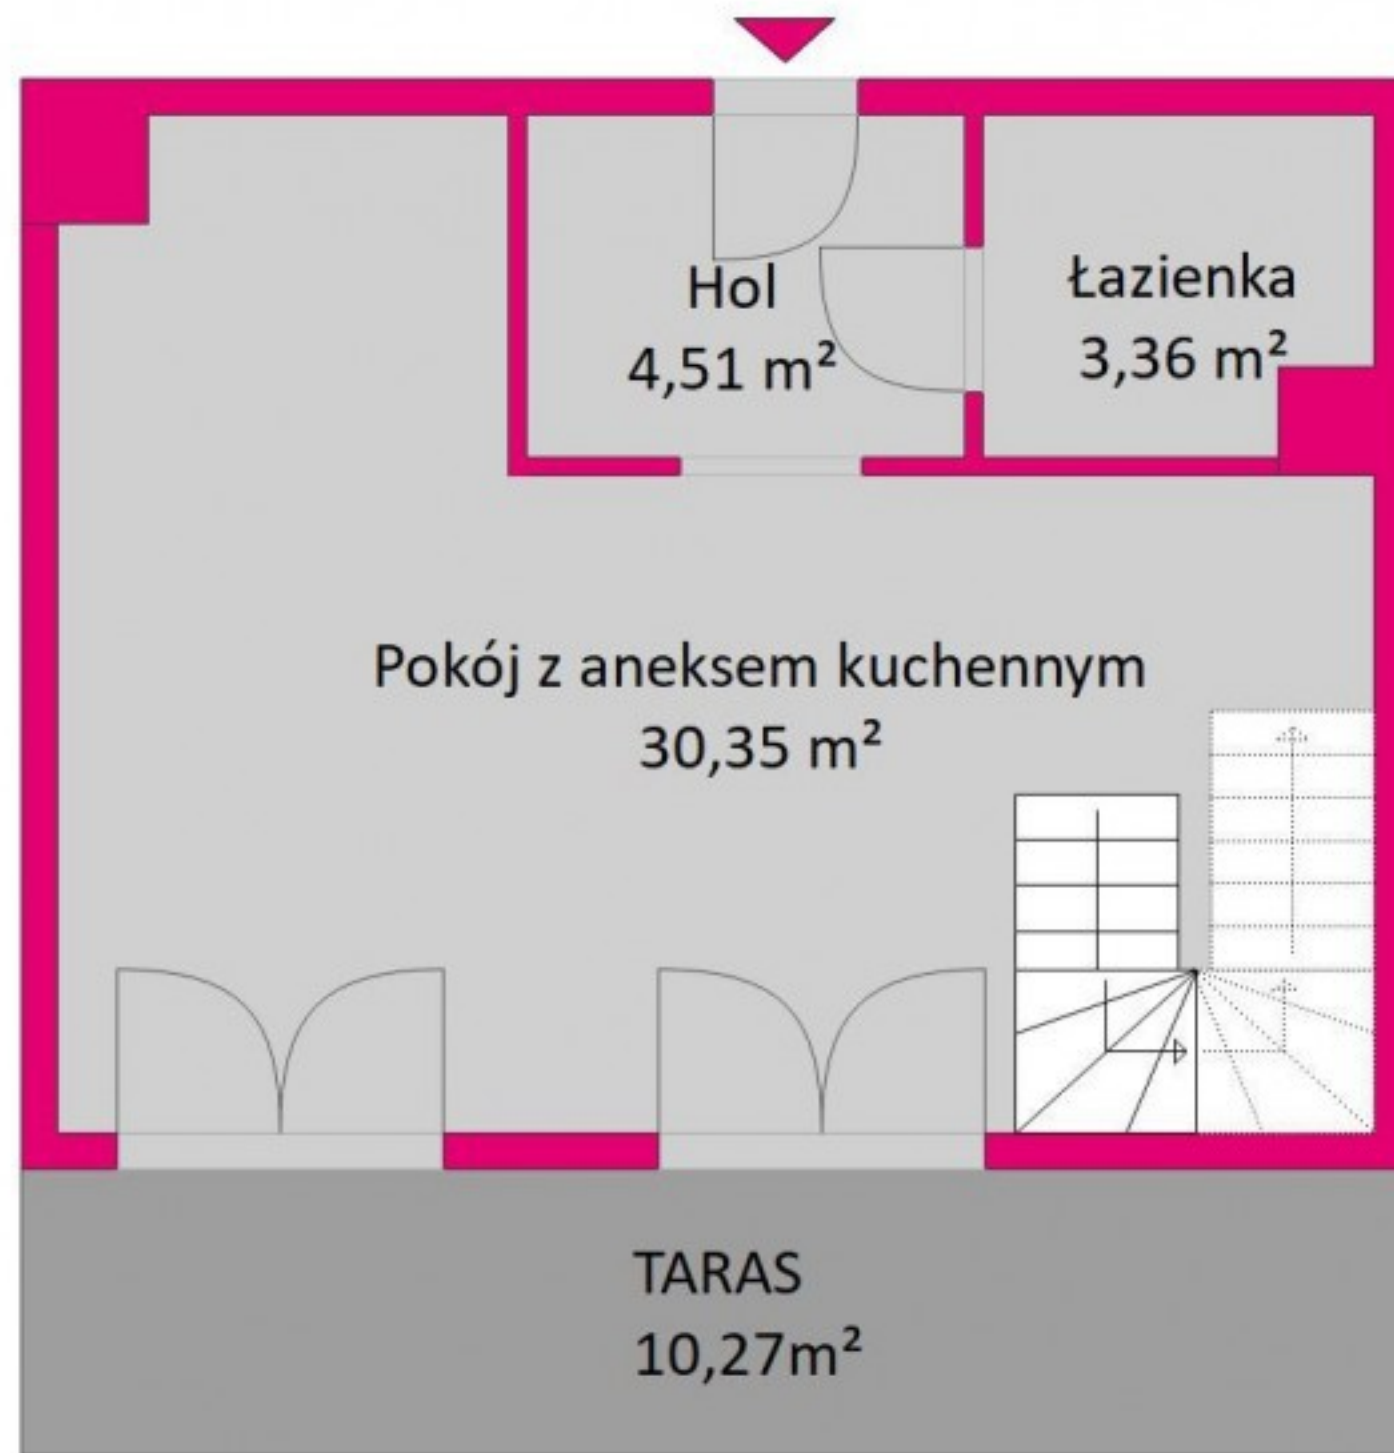 Hol
4,51 m²
Łazienka
3,36 m²
Pokój z aneksem kuchennym
30,35 m²
TARAS
10,27m²